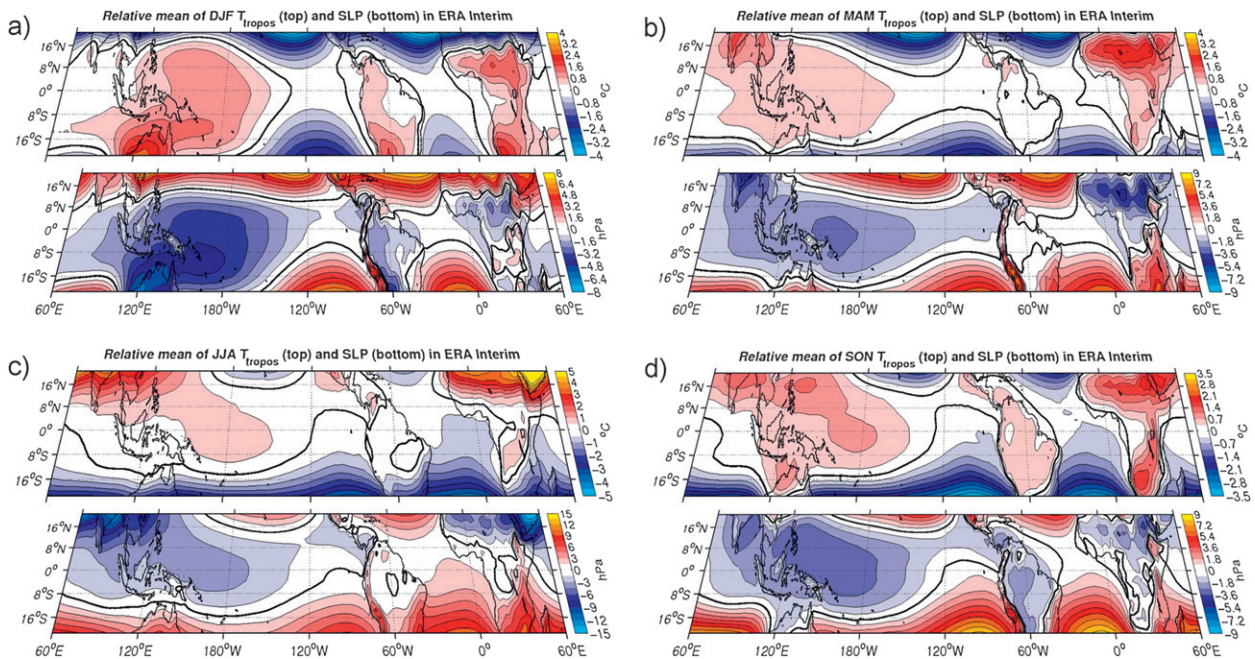 a)
Relative mean of DJF T_tropos (top) and SLP (bottom) in ERA Interim
16°N
8°N
0°
8°S
16°S
4
3.2
2.4
1.6
0.8
−1.6
−2.4
−3.2
−4
°C
16°N
8°N
0°
8°S
16°S
8
6.4
4.8
3.2
1.6
−1.6
−3.2
−4.8
−6.4
−8
hPa
60°E 120°E 180°W 120°W 60°W 0° 60°E
b)
Relative mean of MAM T_tropos (top) and SLP (bottom) in ERA Interim
16°N
8°N
0°
8°S
16°S
4
3.2
2.4
1.6
0.8
−1.6
−2.4
−3.2
−4
°C
16°N
8°N
0°
8°S
16°S
9
7.2
5.4
3.6
1.8
−1.8
−3.6
−5.4
−7.2
−9
hPa
60°E 120°E 180°W 120°W 60°W 0° 60°E
c)
Relative mean of JJA T_tropos (top) and SLP (bottom) in ERA Interim
16°N
8°N
0°
8°S
16°S
5
4
3
2
1
−1
−2
−3
−4
−5
°C
16°N
8°N
0°
8°S
16°S
15
12
9
6
3
−3
−6
−9
−12
−15
hPa
60°E 120°E 180°W 120°W 60°W 0° 60°E
d)
Relative mean of SON T_tropos (top) and SLP (bottom) in ERA Interim
16°N
8°N
0°
8°S
16°S
3.5
2.8
2.1
1.4
0.7
−0.7
−1.4
−2.1
−2.8
−3.5
°C
16°N
8°N
0°
8°S
16°S
9
7.2
5.4
3.6
1.8
−1.8
−3.6
−5.4
−7.2
−9
hPa
60°E 120°E 180°W 120°W 60°W 0° 60°E